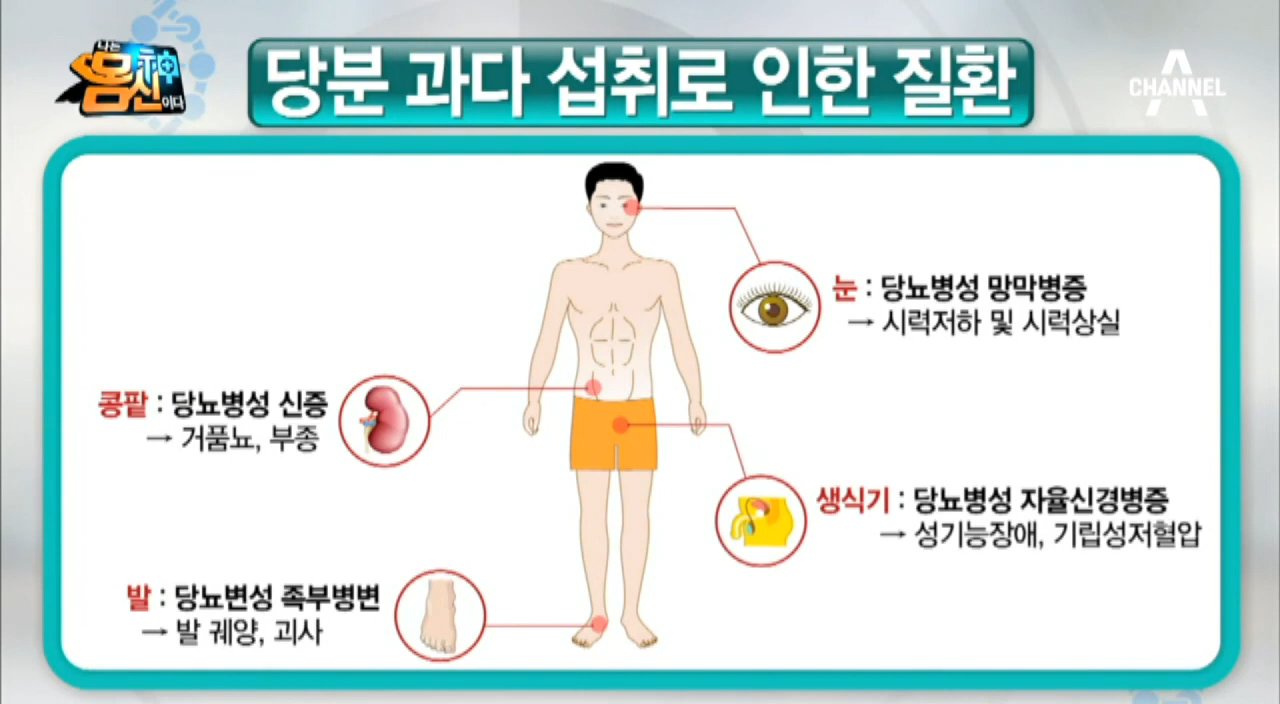 나는
몸神
신이다
당분 과다 섭취로 인한 질환
CHANNEL A
눈 : 당뇨병성 망막병증
→ 시력저하 및 시력상실
콩팥 : 당뇨병성 신증
→ 거품뇨, 부종
생식기 : 당뇨병성 자율신경병증
→ 성기능장애, 기립성저혈압
발 : 당뇨변성 족부병변
→ 발 궤양, 괴사